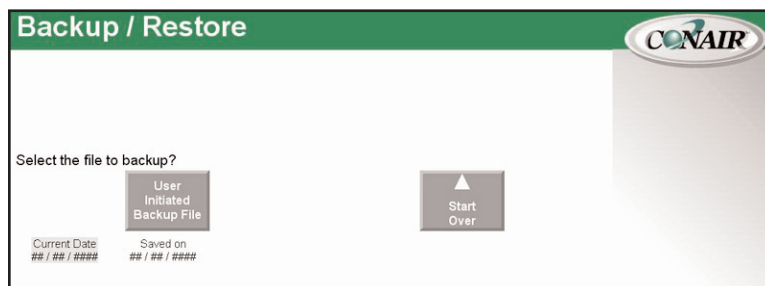 Backup / Restore
CONAIR
Select the file to backup?
User
Initiated
Backup File
Start
Over
Current Date
## / ## / ####
Saved on
## / ## / ####